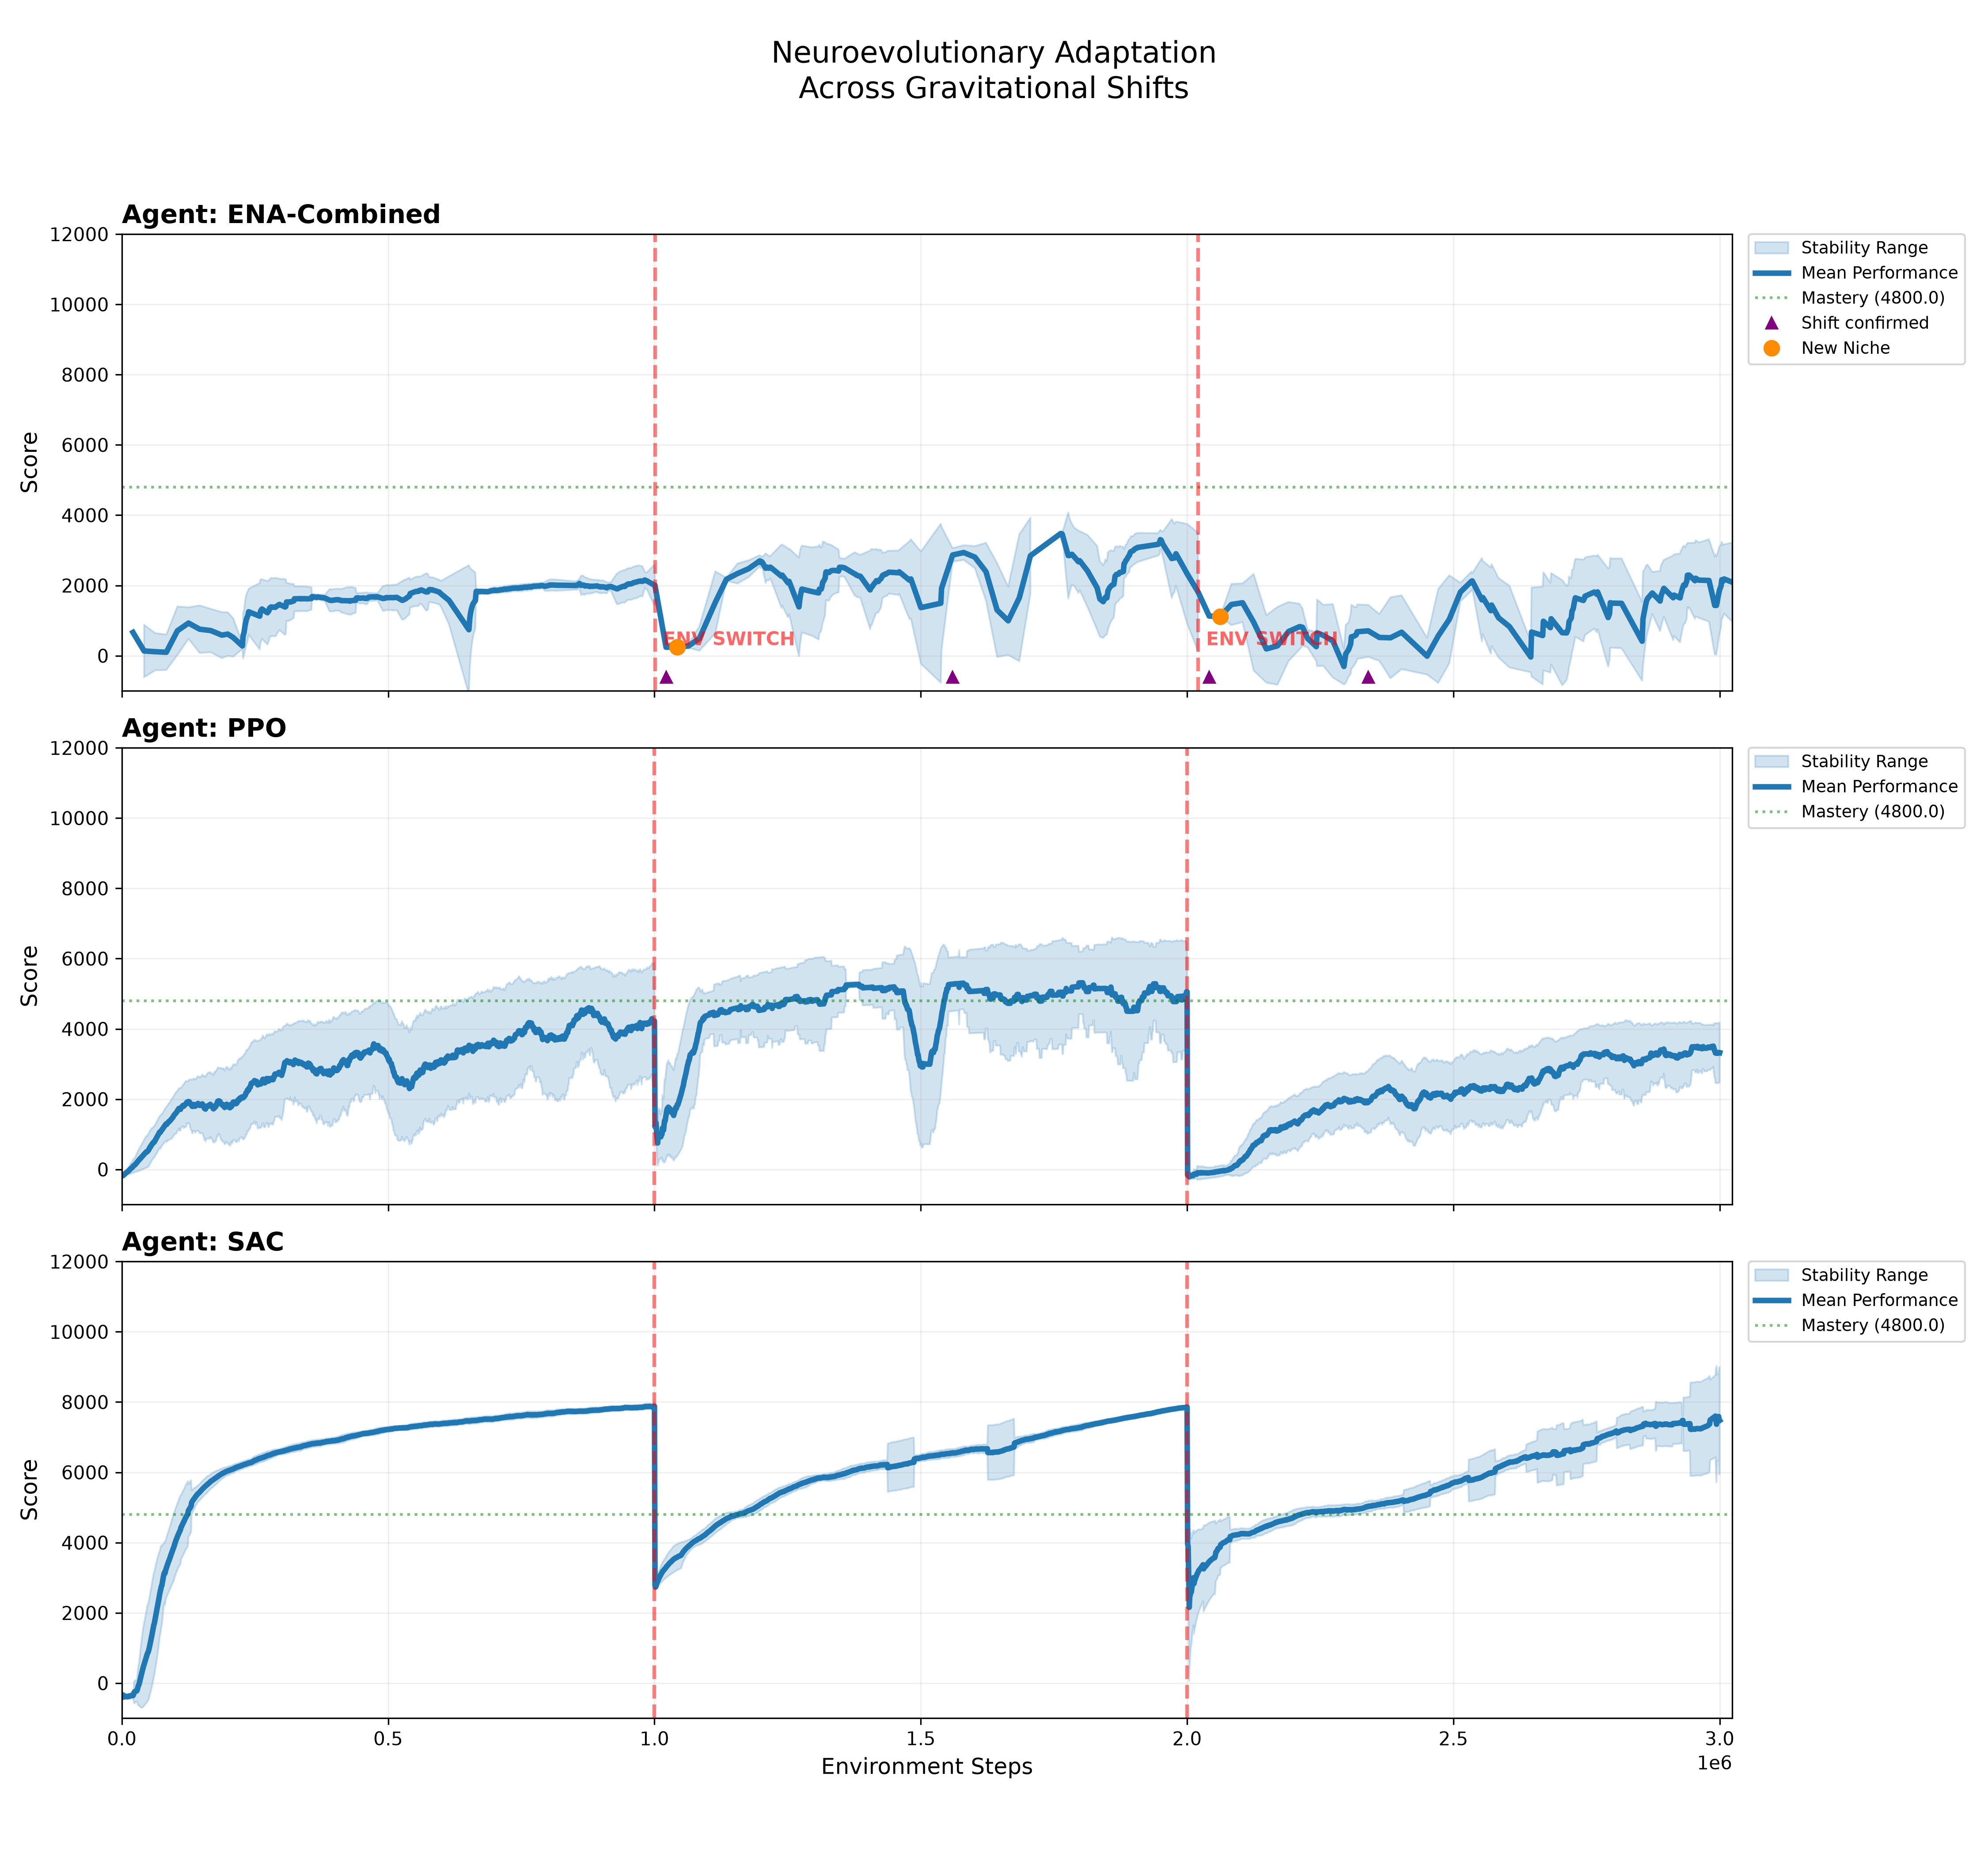 Neuroevolutionary Adaptation
Across Gravitational Shifts
Agent: ENA-Combined
12000
10000
8000
6000
4000
2000
0
Score
ENV SWITCH
ENV SWITCH
Stability Range
Mean Performance
Mastery (4800.0)
Shift confirmed
New Niche
Agent: PPO
12000
10000
8000
6000
4000
2000
0
Score
Stability Range
Mean Performance
Mastery (4800.0)
Agent: SAC
12000
10000
8000
6000
4000
2000
0
Score
Stability Range
Mean Performance
Mastery (4800.0)
0.0 0.5 1.0 1.5 2.0 2.5 3.0
1e6
Environment Steps